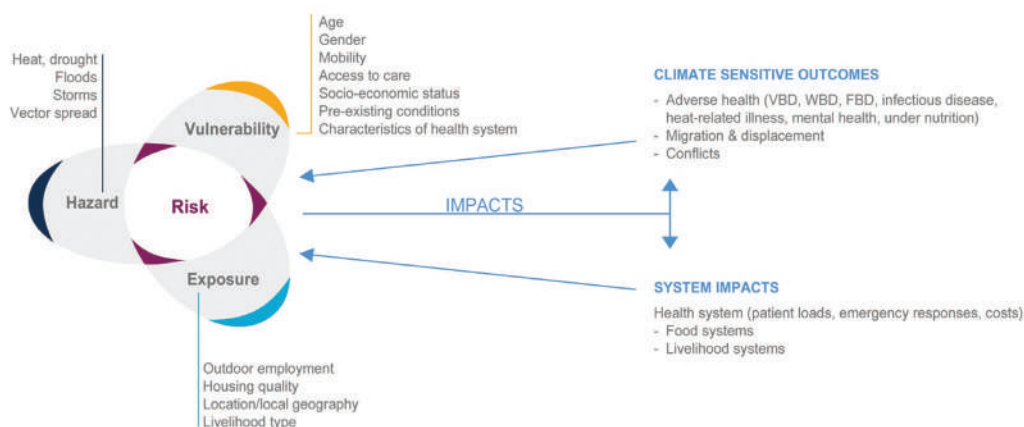 Heat, drought
Floods
Storms
Vector spread
Age
Gender
Mobility
Access to care
Socio-economic status
Pre-existing conditions
Characteristics of health system
Vulnerability
Hazard
Risk
Exposure
Outdoor employment
Housing quality
Location/local geography
Livelihood type
IMPACTS
CLIMATE SENSITIVE OUTCOMES
- Adverse health (VBD, WBD, FBD, infectious disease,
heat-related illness, mental health, under nutrition)
- Migration & displacement
- Conflicts
SYSTEM IMPACTS
Health system (patient loads, emergency responses, costs)
- Food systems
- Livelihood systems